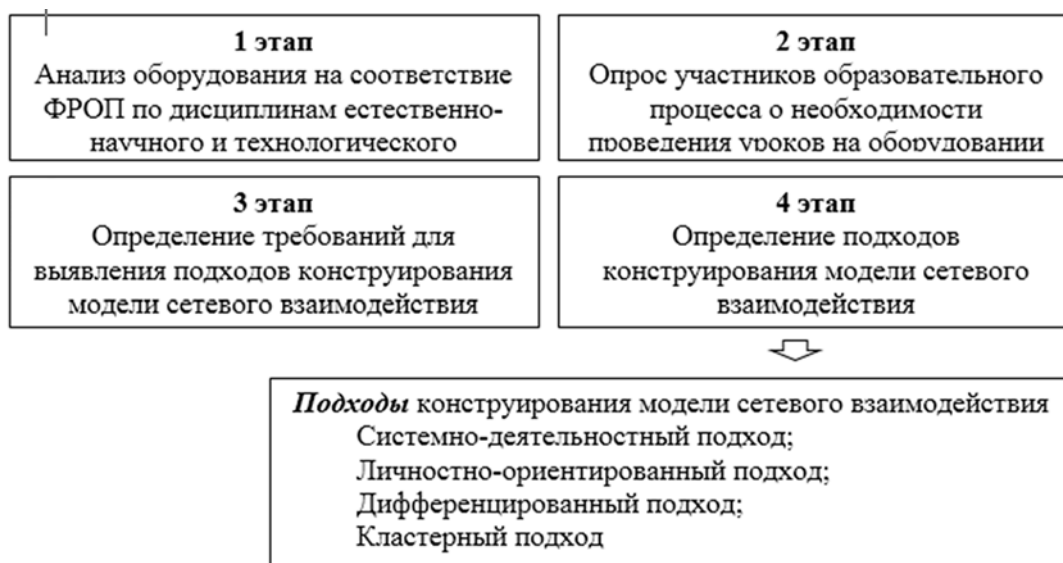 1 этап
Анализ оборудования на соответствие
ФРОП по дисциплинам естественно-
научного и технологического
2 этап
Опрос участников образовательного
процесса о необходимости
проведения уроков на оборудовании
3 этап
Определение требований для
выявления подходов конструирования
модели сетевого взаимодействия
4 этап
Определение подходов
конструирования модели сетевого
взаимодействия
Подходы конструирования модели сетевого взаимодействия
Системно-деятельностный подход;
Личностно-ориентированный подход;
Дифференцированный подход;
Кластерный подход